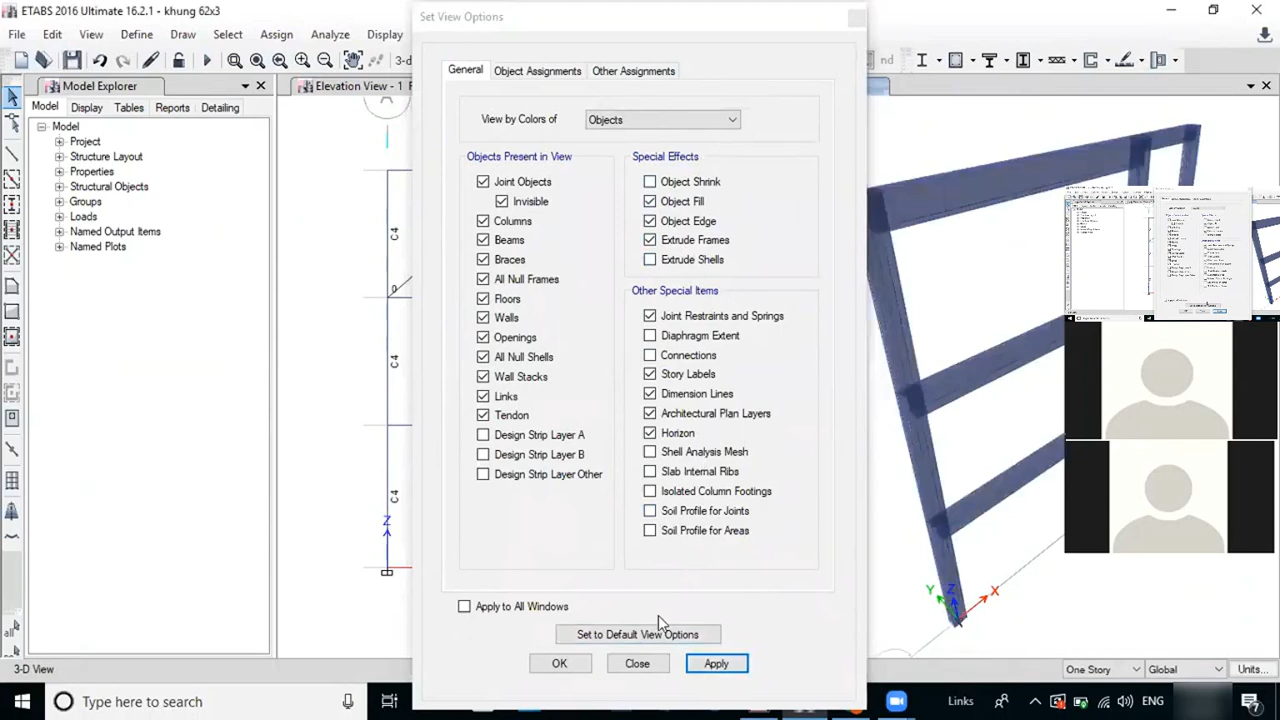 ETABS 2016 Ultimate 16.2.1 - khung 62x3
Set View Options
File Edit View Define Draw Select Assign Analyze Display
3-d
nd
Model Explorer
Elevation View - 1
Model Display Tables Reports Detailing
Model
Project
Structure Layout
Properties
Structural Objects
Groups
Loads
Named Output Items
Named Plots
A
C4
0
C4
C4
Z
General Object Assignments Other Assignments
View by Colors of Objects
Objects Present in View
Joint Objects
Invisible
Columns
Beams
Braces
All Null Frames
Floors
Walls
Openings
All Null Shells
Wall Stacks
Links
Tendon
Design Strip Layer A
Design Strip Layer B
Design Strip Layer Other
Special Effects
Object Shrink
Object Fill
Object Edge
Extrude Frames
Extrude Shells
Other Special Items
Joint Restraints and Springs
Diaphragm Extent
Connections
Story Labels
Dimension Lines
Architectural Plan Layers
Horizon
Shell Analysis Mesh
Slab Internal Ribs
Isolated Column Footings
Soil Profile for Joints
Soil Profile for Areas
Apply to All Windows
Set to Default View Options
OK Close Apply
Y Z X
all
3-D View
One Story Global Units...
Type here to search
Links
ENG
7